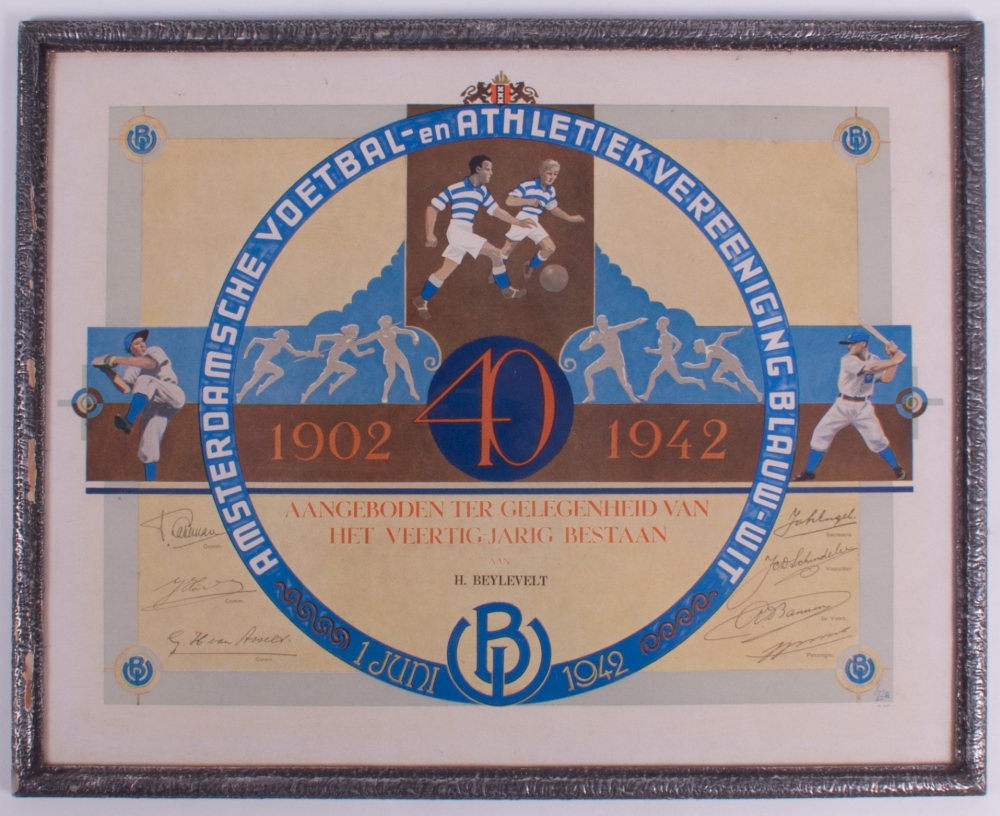 AMSTERDAMSCHE VOETBAL- en ATHLETIEK VEREENIGING BLAUW-WIT
40
1902 1942
AANGEBODEN TER GELEGENHEID VAN
HET VEERTIG-JARIG BESTAAN
AAN
H. BEYLEVELT
Secretaris
BW
1 JUNI 1942